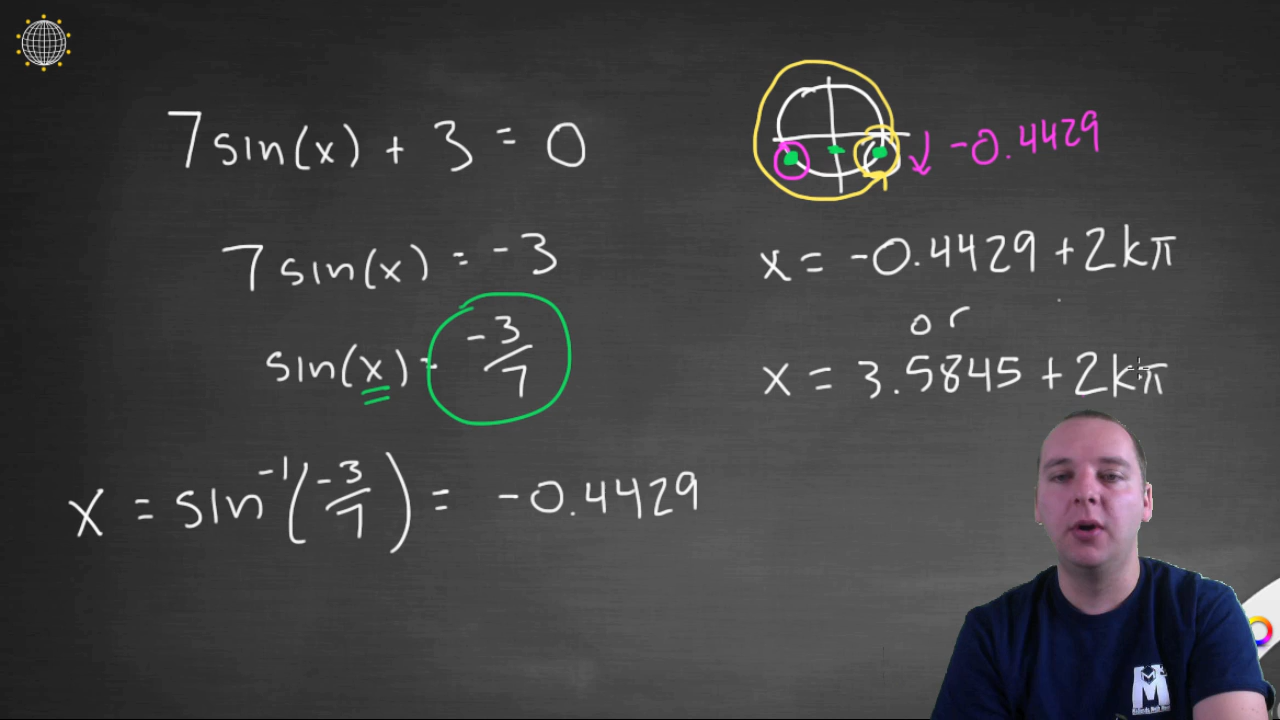 7sin(x) + 3 = 0
7sin(x) = -3
sin(x) = -3/7
x = sin⁻¹(-3/7) = -0.4429
↓ -0.4429
x = -0.4429 + 2kπ
or
x = 3.5845 + 2kπ
M